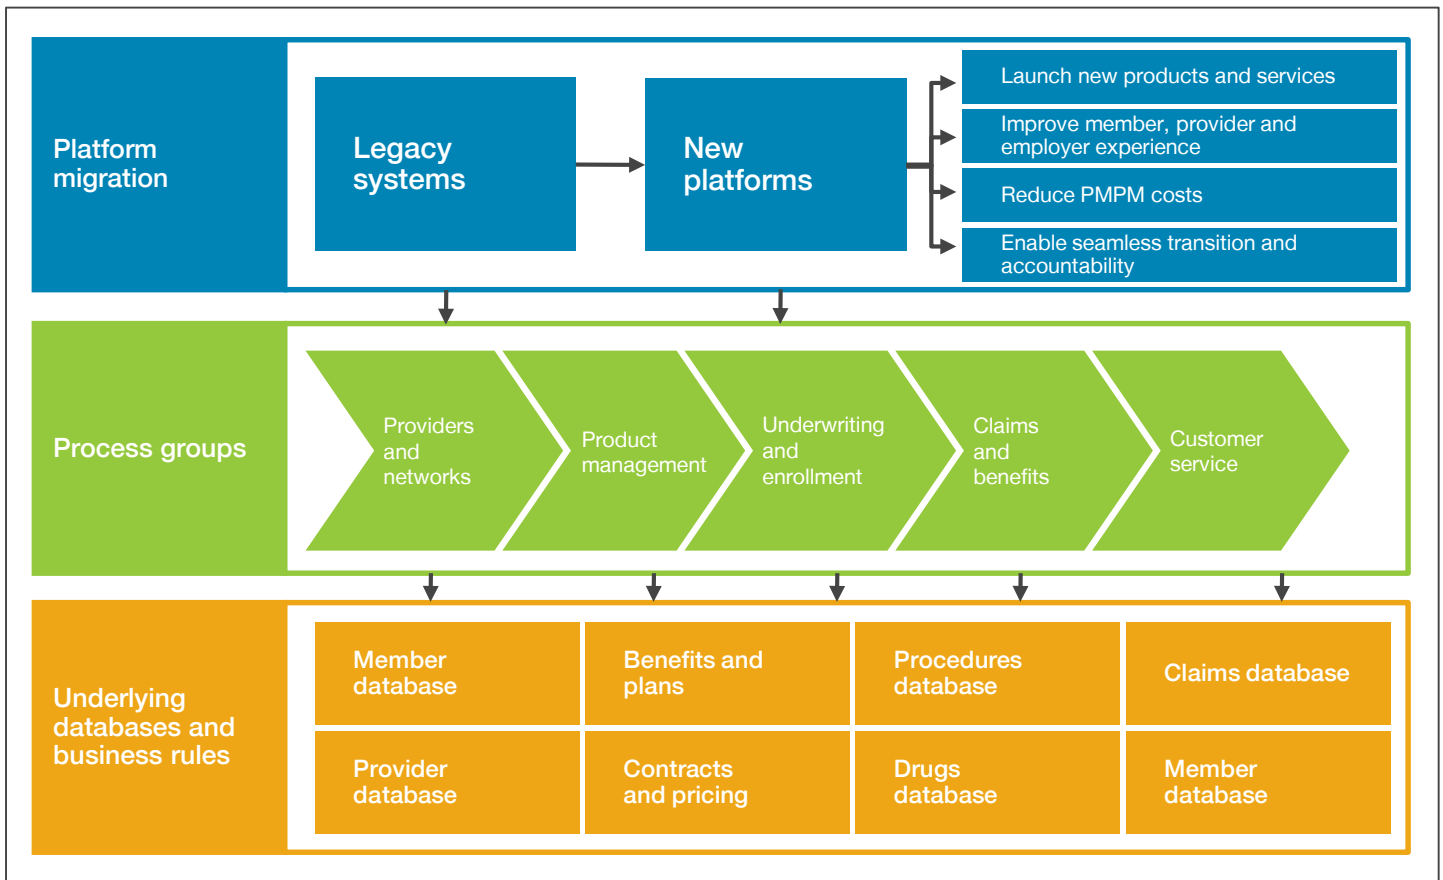 Platform
migration
Legacy
systems
New
platforms
Launch new products and services
Improve member, provider and
employer experience
Reduce PMPM costs
Enable seamless transition and
accountability
Process groups
Providers
and
networks
Product
management
Underwriting
and
enrollment
Claims
and
benefits
Customer
service
Underlying
databases and
business rules
Member
database
Benefits and
plans
Procedures
database
Claims database
Provider
database
Contracts
and pricing
Drugs
database
Member
database